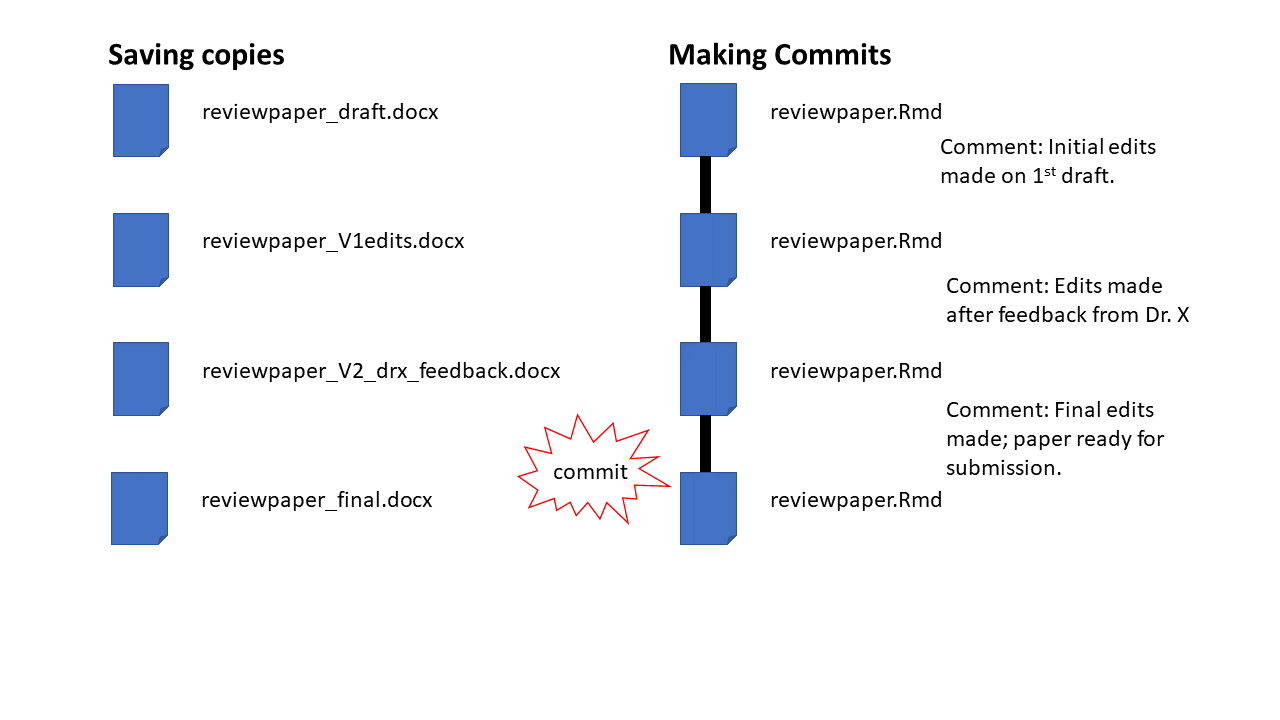 Saving copies
reviewpaper_draft.docx
reviewpaper_V1edits.docx
reviewpaper_V2_drx_feedback.docx
reviewpaper_final.docx
commit
Making Commits
reviewpaper.Rmd
Comment: Initial edits
made on 1st draft.
reviewpaper.Rmd
Comment: Edits made
after feedback from Dr. X
reviewpaper.Rmd
Comment: Final edits
made; paper ready for
submission.
reviewpaper.Rmd